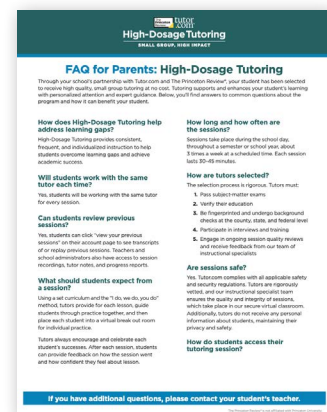 The Princeton Review
tutor
.com
High-Dosage Tutoring
SMALL GROUP, HIGH IMPACT
FAQ for Parents: High-Dosage Tutoring
Through your school's partnership with Tutor.com and The Princeton Review®, your student has been selected
to receive high quality, small group tutoring at no cost. Tutoring supports and enhances your student's learning
with personalized attention and expert guidance. Below, you'll find answers to common questions about the
program and how it can benefit your student.
How does High-Dosage Tutoring help
address learning gaps?
High-Dosage Tutoring provides consistent,
frequent, and individualized instruction to help
students overcome learning gaps and achieve
academic success.
Will students work with the same
tutor each time?
Yes, students will be working with the same tutor
for every session.
Can students review previous
sessions?
Yes, students can click "view your previous
sessions" on their account page to see transcripts
of or replay previous sessions. Teachers and
school administrators also have access to session
recordings, tutor notes, and progress reports.
What should students expect from
a session?
Using a set curriculum and the "I do, we do, you do"
method, tutors provide for each lesson, guide
students through practice together, and then
place each student into a virtual break out room
for individual practice.
Tutors always encourage and celebrate each
student's successes. After each session, students
can provide feedback on how the session went
and how confident they feel about lesson.
How long and how often are
the sessions?
Sessions take place during the school day,
throughout a semester or school year, about
3 times a week at a scheduled time. Each session
lasts 30-45 minutes.
How are tutors selected?
The selection process is rigorous. Tutors must:
1. Pass subject-matter exams
2. Verify their education
3. Be fingerprinted and undergo background
checks at the county, state, and federal level
4. Participate in interviews and training
5. Engage in ongoing session quality reviews
and receive feedback from our team of
instructional specialists
Are sessions safe?
Yes. Tutor.com complies with all applicable safety
and security regulations. Tutors are rigorously
vetted, and our instructional specialist team
ensures the quality and integrity of sessions,
which take place in our secure virtual classroom.
Additionally, tutors do not receive any personal
information about students, maintaining their
privacy and safety.
How do students access their
tutoring session?
If you have additional questions, please contact your student's teacher.
The Princeton Review is not affiliated with Princeton University